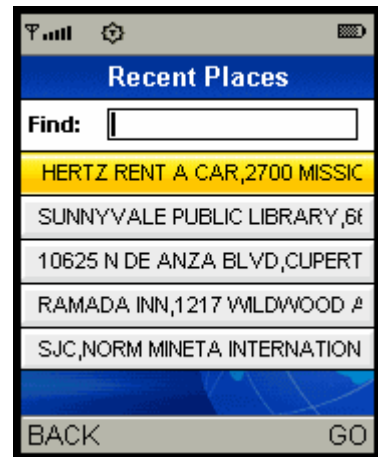 Recent Places
Find:
HERTZ RENT A CAR,2700 MISSIC
SUNNYVALE PUBLIC LIBRARY,66
10625 N DE ANZA BLVD,CUPERT
RAMADA INN,1217 WILDWOOD A
SJC,NORM MINETA INTERNATION
BACK GO